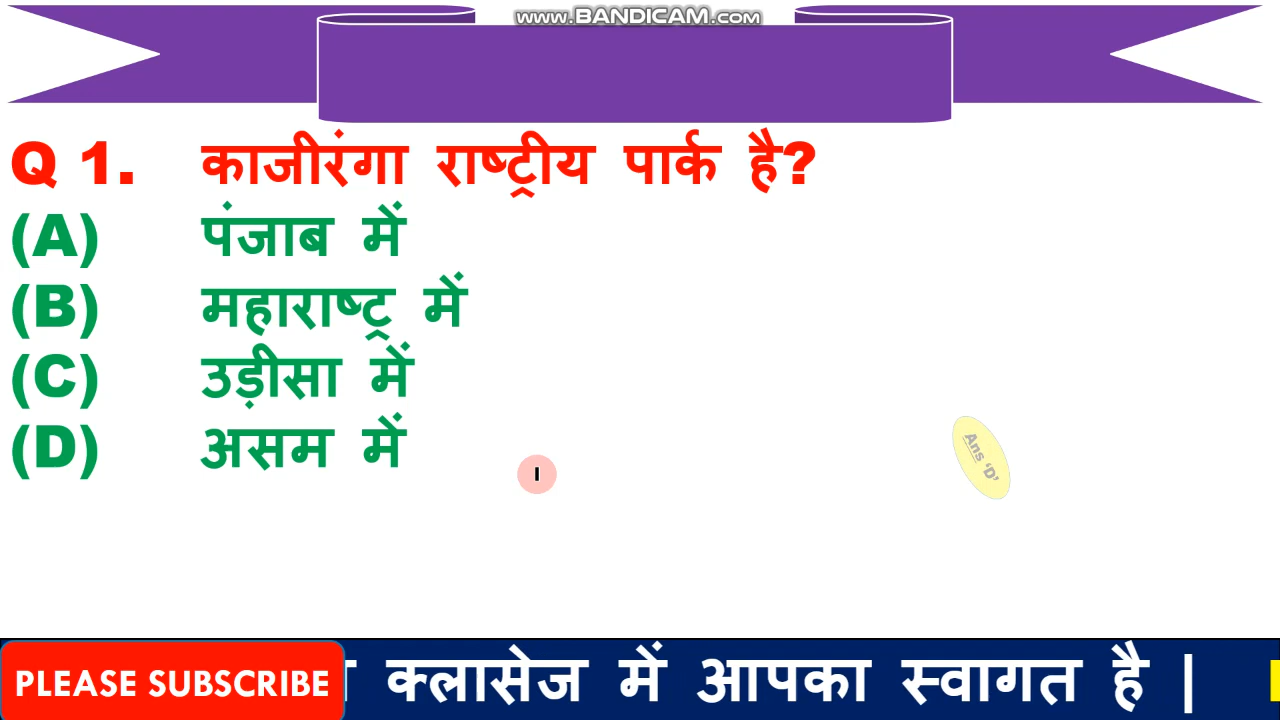 www.BANDICAM.com
Q 1. काजीरंगा राष्ट्रीय पार्क है?
(A) पंजाब में
(B) महाराष्ट्र में
(C) उड़ीसा में
(D) असम में
Ans 'D'
PLEASE SUBSCRIBE
क्लासेज में आपका स्वागत है |